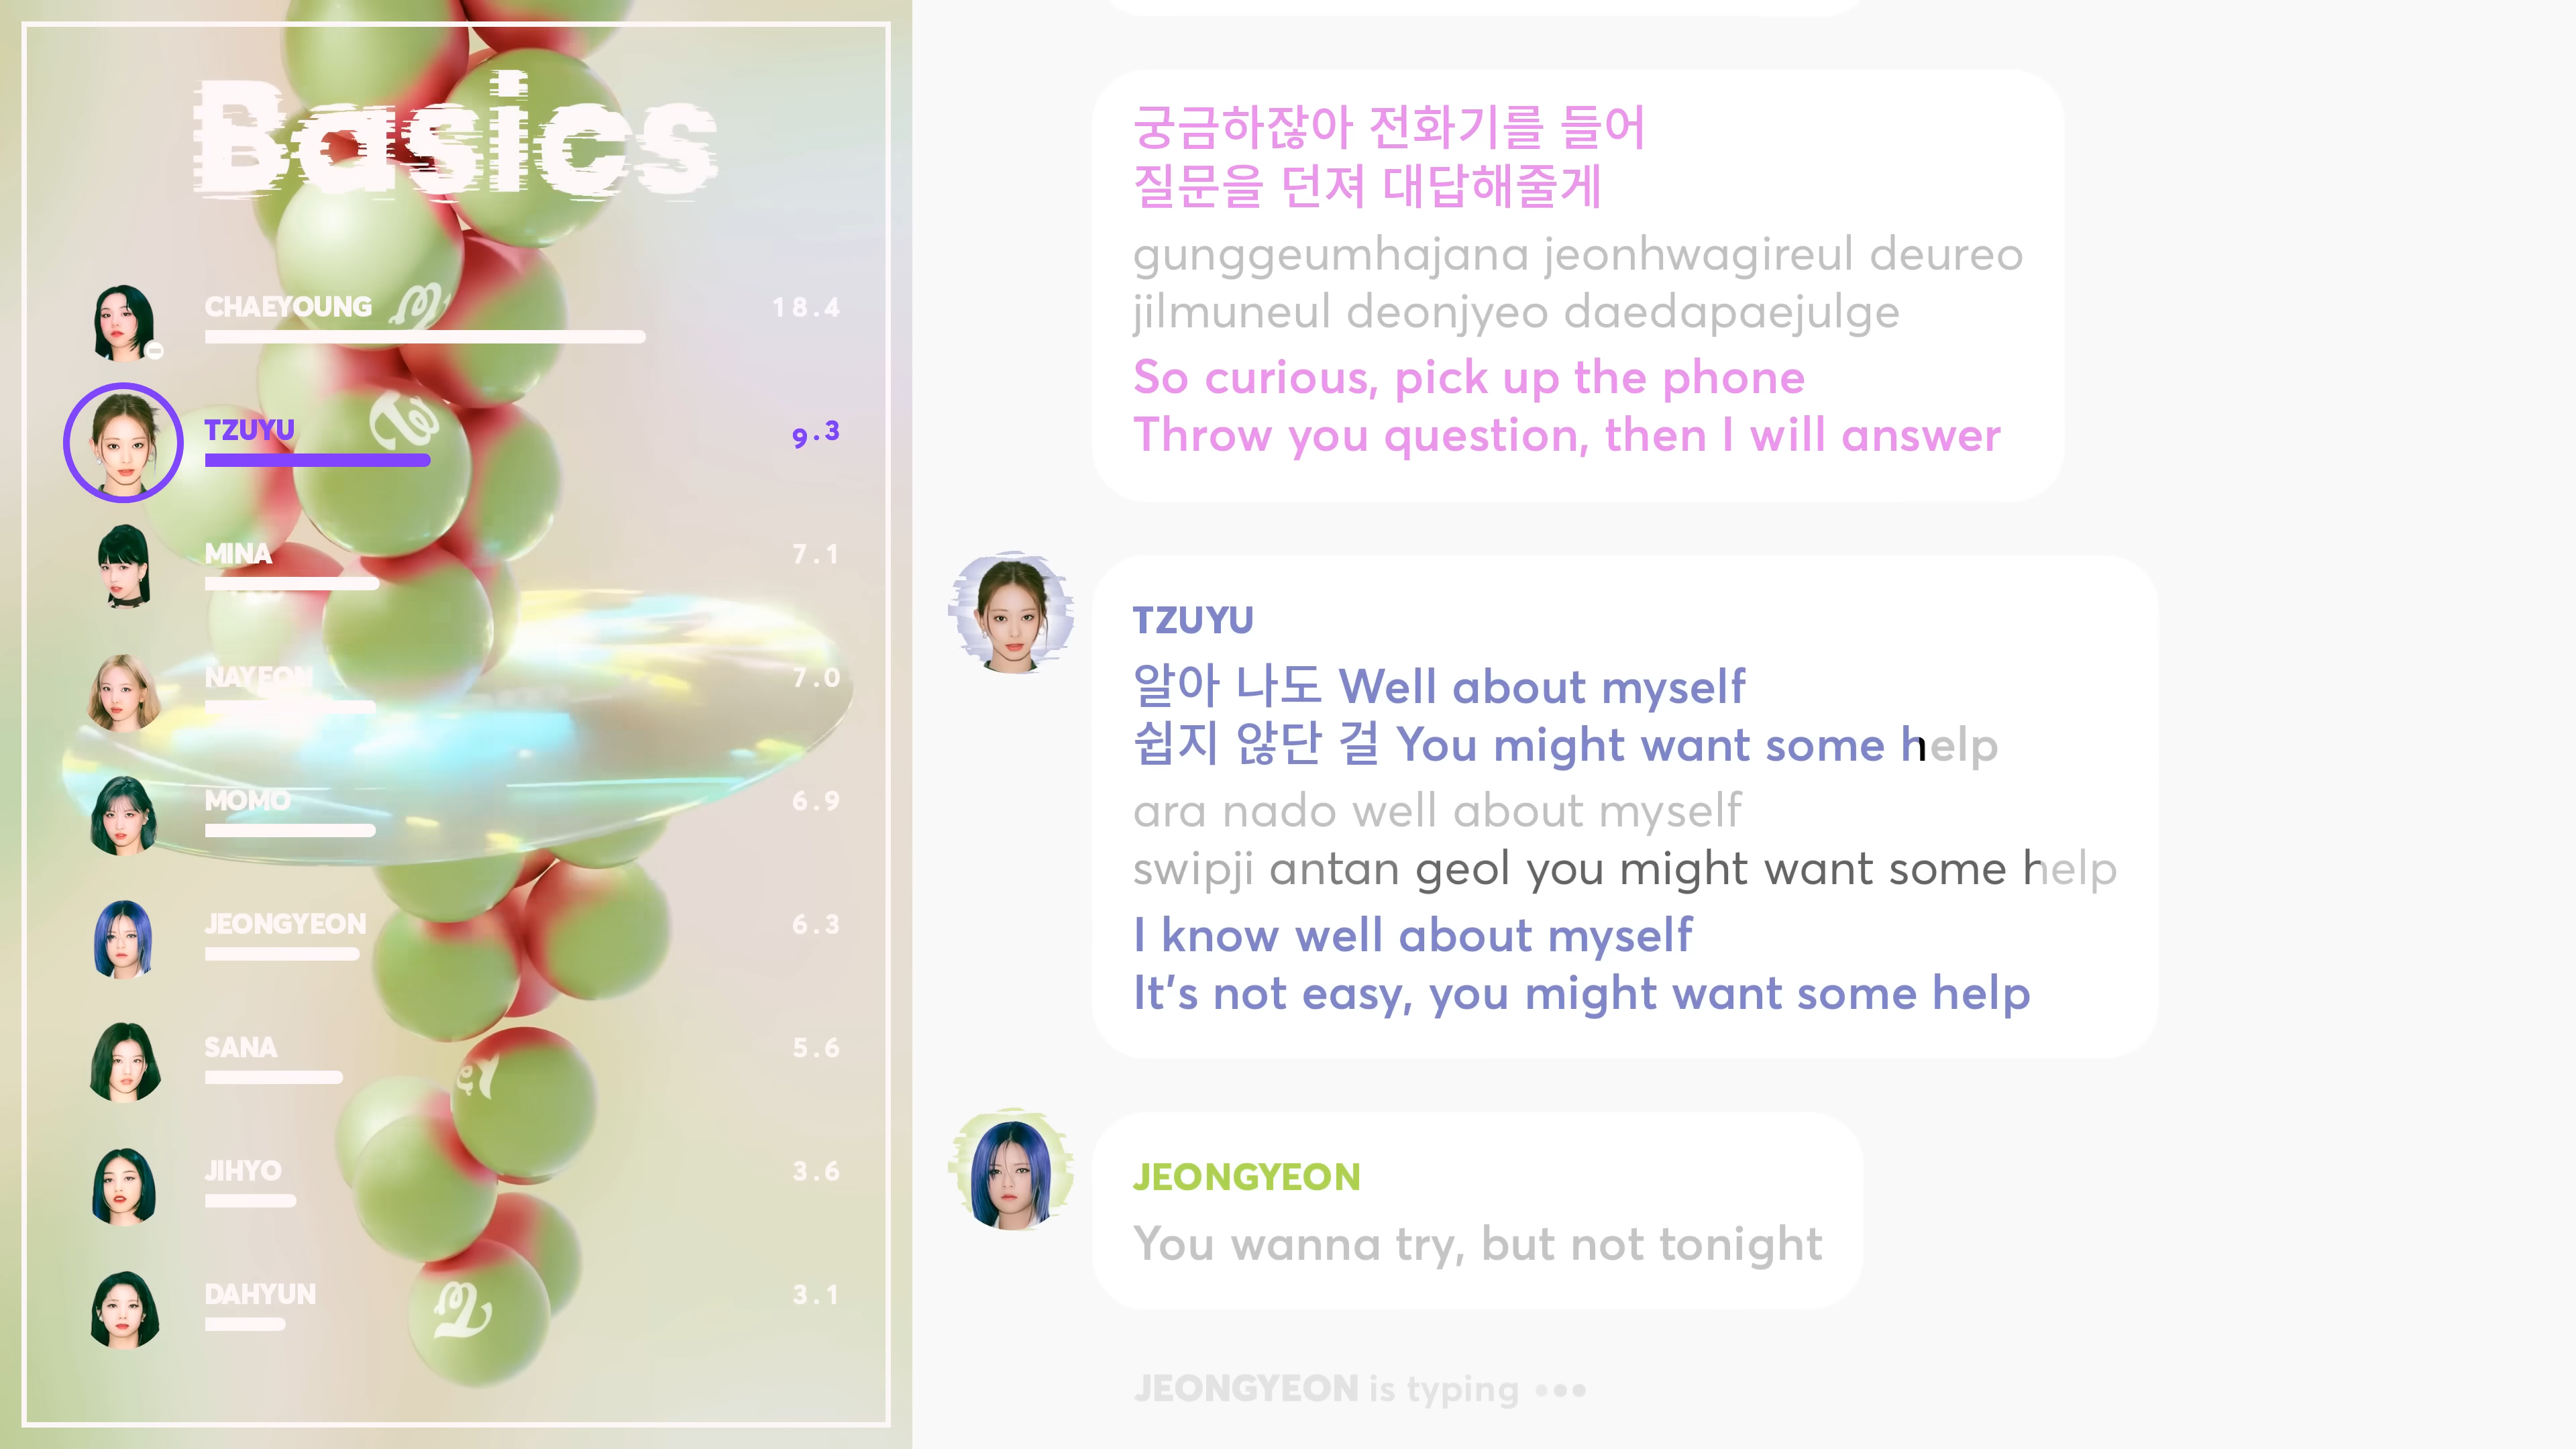 Basics
CHAEYOUNG
18.4
TZUYU
9.3
MINA
7.1
NAYEON
7.0
MOMO
6.9
JEONGYEON
6.3
SANA
5.6
JIHYO
3.6
DAHYUN
3.1
궁금하잖아 전화기를 들어
질문을 던져 대답해줄게
gunggeumhajana jeonhwagireul deureo
jilmuneul deonjyeo daedapaejulge
So curious, pick up the phone
Throw you question, then I will answer
TZUYU
알아 나도 Well about myself
쉽지 않단 걸 You might want some help
ara nado well about myself
swipji antan geol you might want some help
I know well about myself
It's not easy, you might want some help
JEONGYEON
You wanna try, but not tonight
JEONGYEON is typing •••